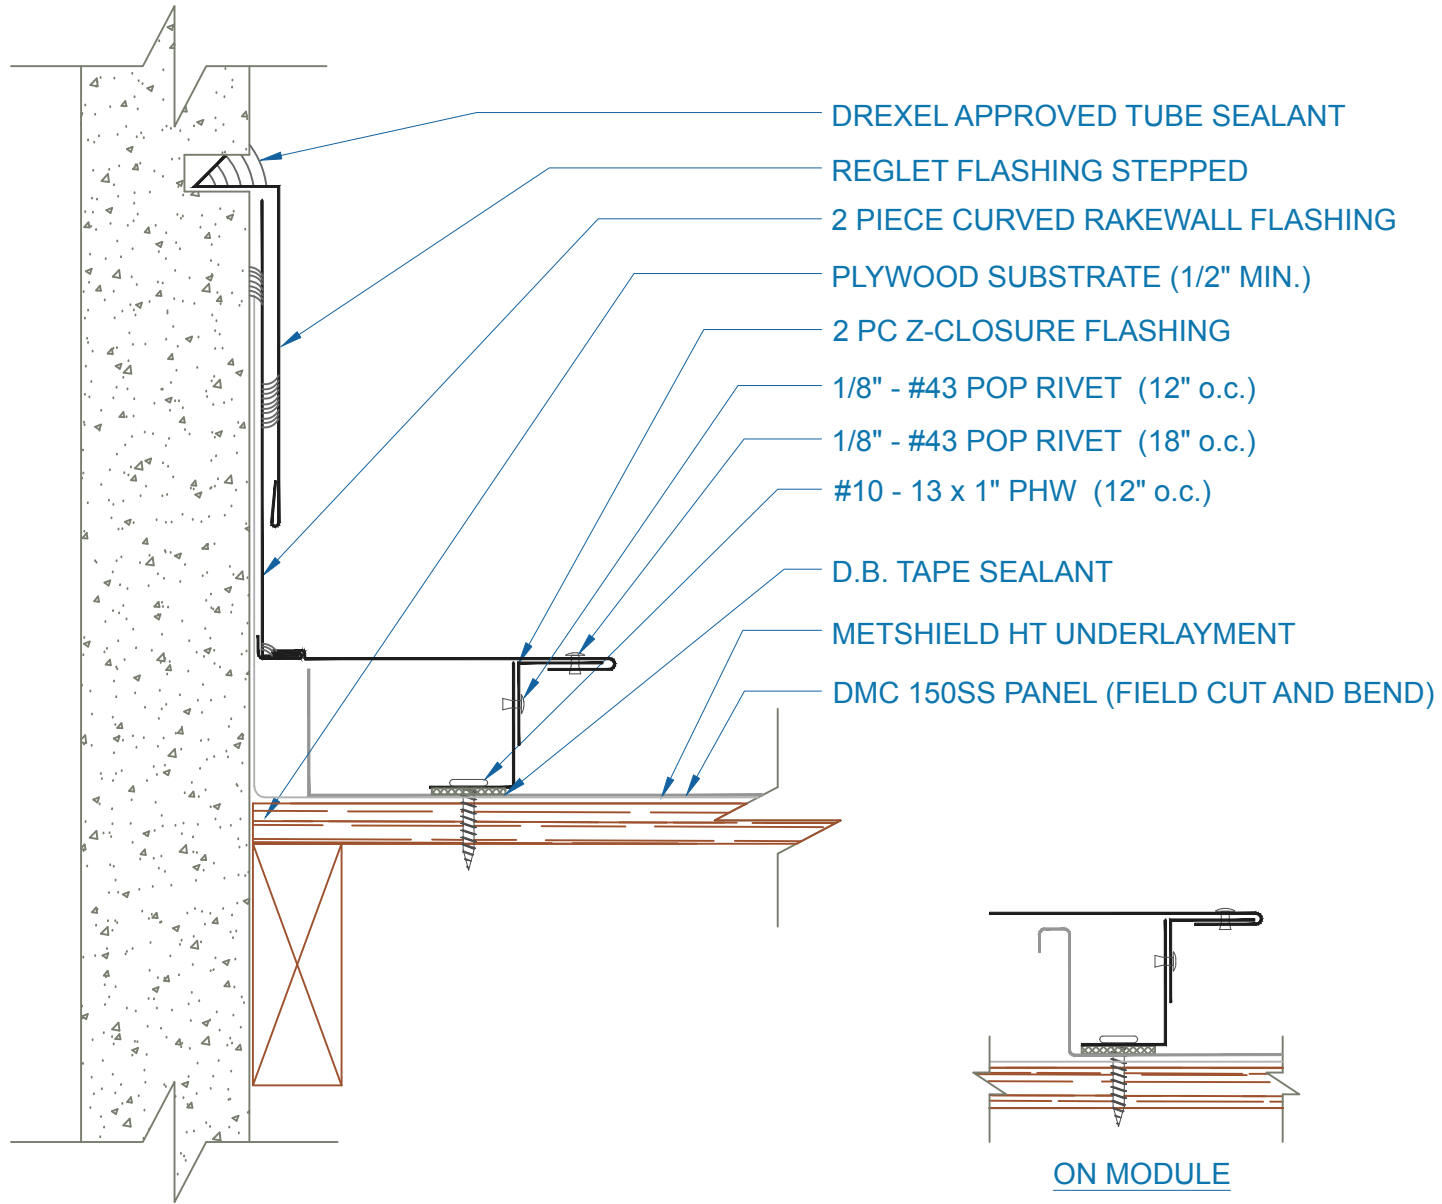 DREXEL APPROVED TUBE SEALANT
REGLET FLASHING STEPPED
2 PIECE CURVED RAKEWALL FLASHING
PLYWOOD SUBSTRATE (1/2" MIN.)
2 PC Z-CLOSURE FLASHING
1/8" - #43 POP RIVET (12" o.c.)
1/8" - #43 POP RIVET (18" o.c.)
#10 - 13 x 1" PHW (12" o.c.)
D.B. TAPE SEALANT
METSHIELD HT UNDERLAYMENT
DMC 150SS PANEL (FIELD CUT AND BEND)
ON MODULE